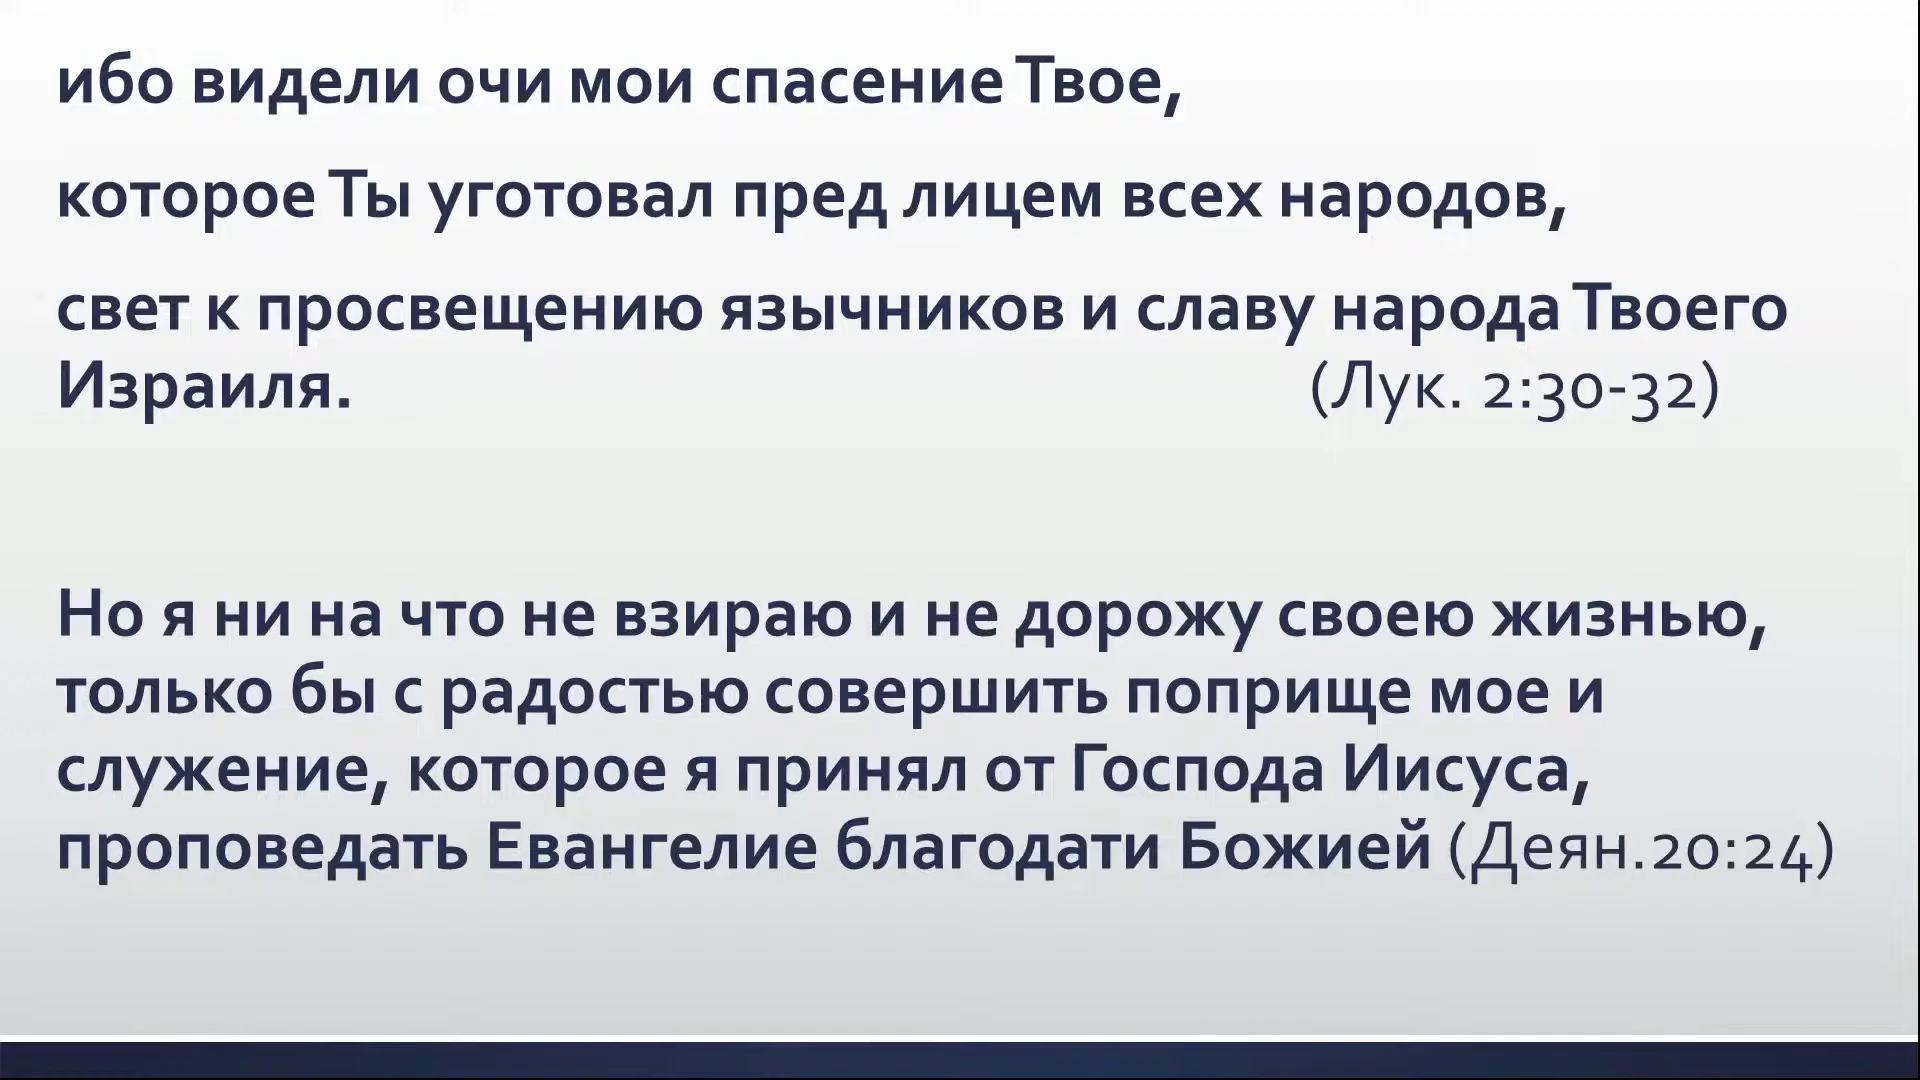 ибо видели очи мои спасение Твое,
которое Ты уготовал пред лицем всех народов,
свет к просвещению язычников и славу народа Твоего
Израиля. (Лук. 2:30-32)
Но я ни на что не взираю и не дорожу своею жизнью,
только бы с радостью совершить поприще мое и
служение, которое я принял от Господа Иисуса,
проповедать Евангелие благодати Божией (Деян.20:24)